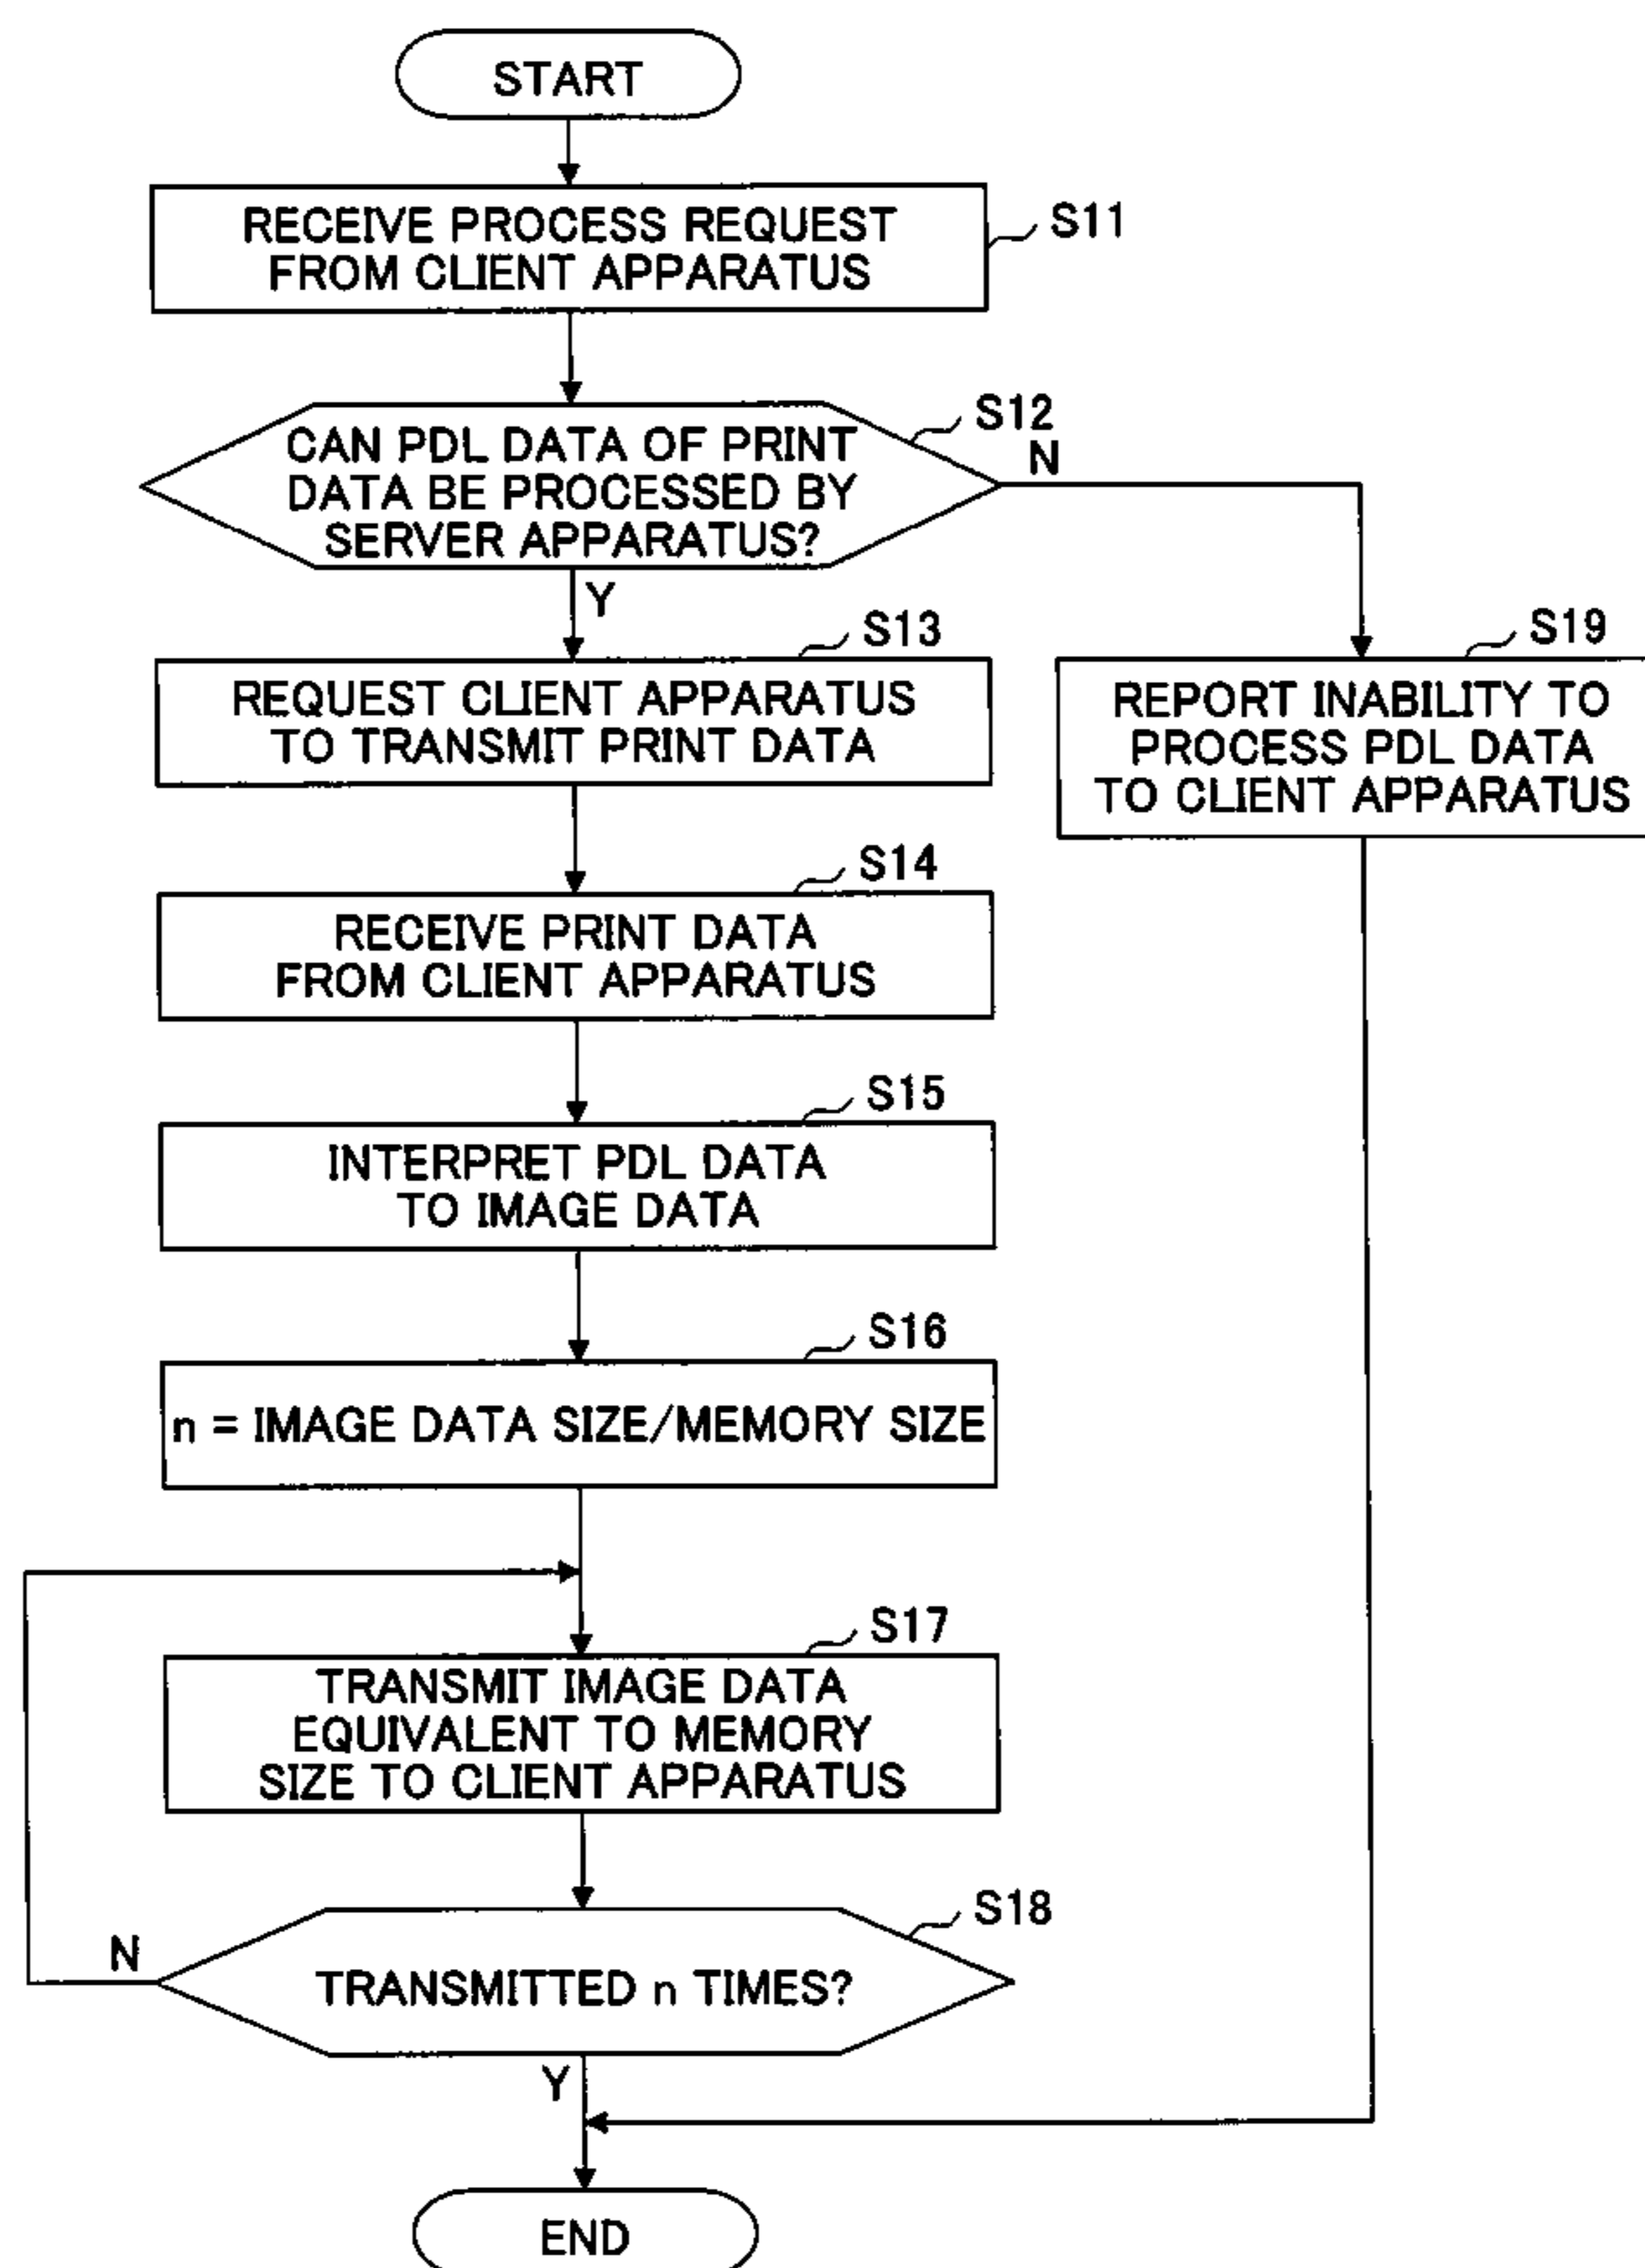 START
RECEIVE PROCESS REQUEST
FROM CLIENT APPARATUS
S11
CAN PDL DATA OF PRINT
DATA BE PROCESSED BY
SERVER APPARATUS?
S12
N
Y
S13
REQUEST CLIENT APPARATUS
TO TRANSMIT PRINT DATA
S19
REPORT INABILITY TO
PROCESS PDL DATA
TO CLIENT APPARATUS
S14
RECEIVE PRINT DATA
FROM CLIENT APPARATUS
S15
INTERPRET PDL DATA
TO IMAGE DATA
S16
n = IMAGE DATA SIZE/MEMORY SIZE
S17
TRANSMIT IMAGE DATA
EQUIVALENT TO MEMORY
SIZE TO CLIENT APPARATUS
S18
N
TRANSMITTED n TIMES?
Y
END